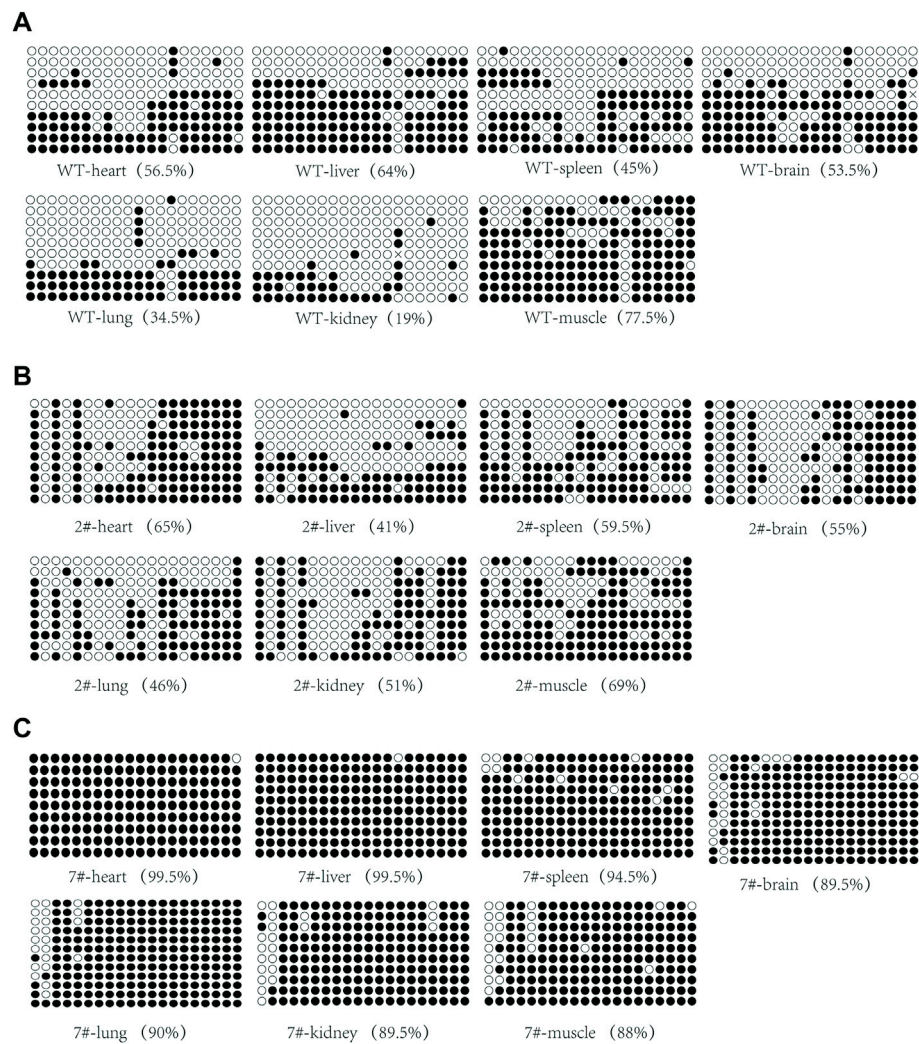 A
WT-heart (56.5%)
WT-liver (64%)
WT-spleen (45%)
WT-brain (53.5%)
WT-lung (34.5%)
WT-kidney (19%)
WT-muscle (77.5%)
B
2#-heart (65%)
2#-liver (41%)
2#-spleen (59.5%)
2#-brain (55%)
2#-lung (46%)
2#-kidney (51%)
2#-muscle (69%)
C
7#-heart (99.5%)
7#-liver (99.5%)
7#-spleen (94.5%)
7#-brain (89.5%)
7#-lung (90%)
7#-kidney (89.5%)
7#-muscle (88%)